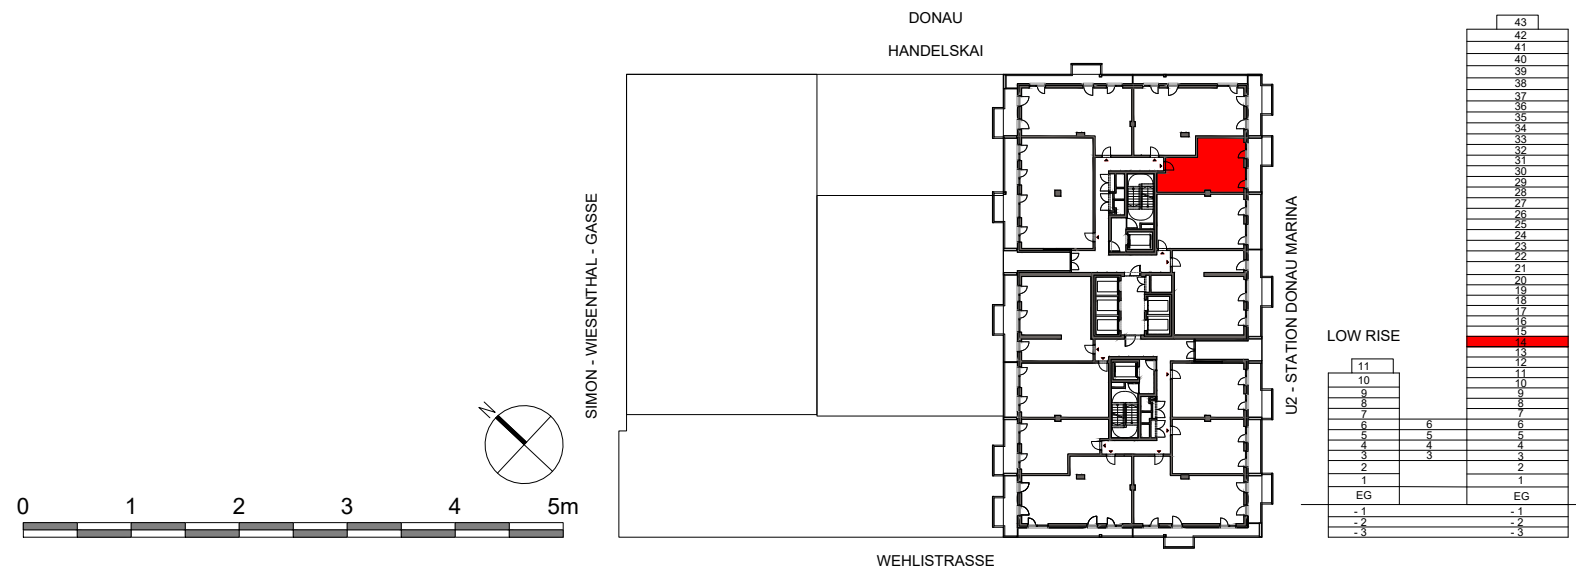 DONAU
HANDELSKAI
SIMON - WIESENTHAL - GASSE
U2 - STATION DONAU MARINA
WEHLISTRASSE
N
0 1 2 3 4 5m
LOW RISE
43
42
41
40
39
38
37
36
35
34
33
32
31
30
29
28
27
26
25
24
23
22
21
20
19
18
17
16
15
14
13
11 12
10 11
10
9 9
8 8
7 7
6 6 6
5 5 5
4 4 4
3 3 3
2 2
1 1
EG EG
- 1 - 1
- 2 - 2
- 3 - 3